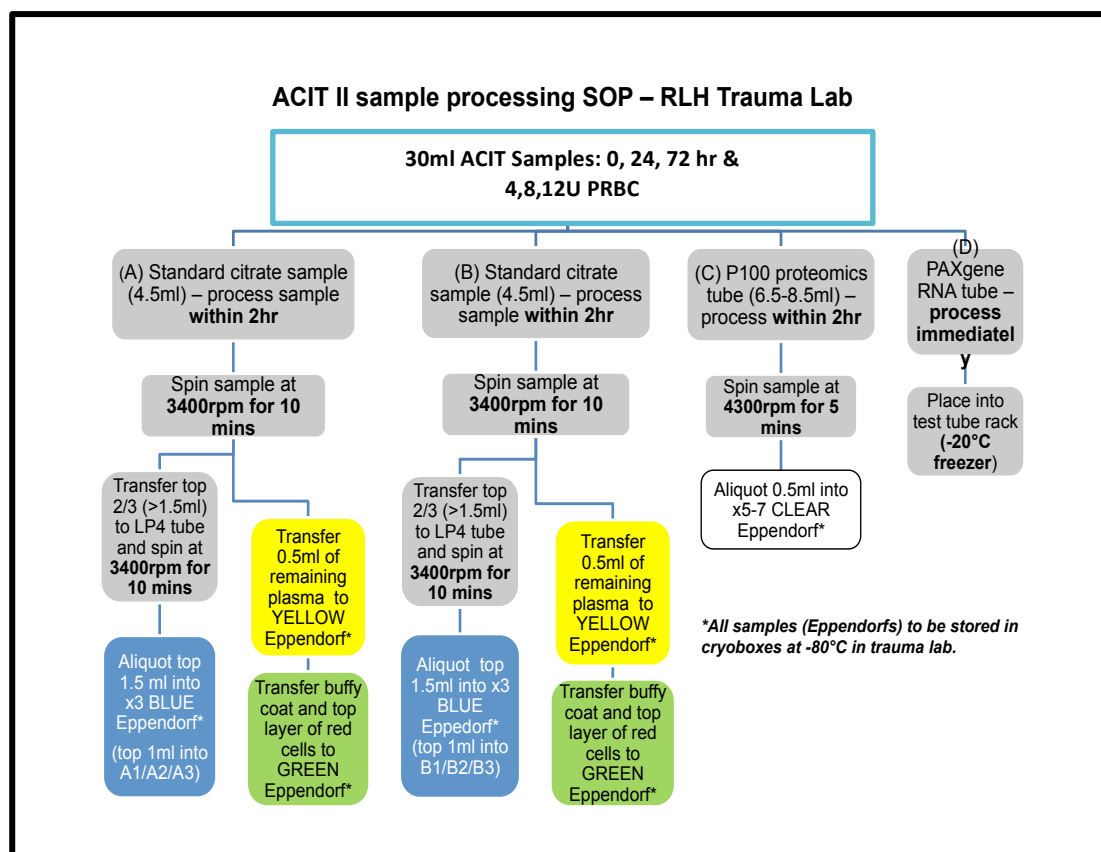 ACIT II sample processing SOP – RLH Trauma Lab
30ml ACIT Samples: 0, 24, 72 hr &
4,8,12U PRBC
(A) Standard citrate sample
(4.5ml) – process sample
within 2hr
(B) Standard citrate
sample (4.5ml) – process
sample within 2hr
(C) P100 proteomics
tube (6.5-8.5ml) –
process within 2hr
(D)
PAXgene
RNA tube –
process
immediatel
y
Spin sample at
3400rpm for 10
mins
Spin sample at
3400rpm for 10
mins
Spin sample at
4300rpm for 5
mins
Place into
test tube rack
(-20°C
freezer)
Transfer top
2/3 (>1.5ml)
to LP4 tube
and spin at
3400rpm for
10 mins
Transfer
0.5ml of
remaining
plasma to
YELLOW
Eppendorf*
Transfer top
2/3 (>1.5ml)
to LP4 tube
and spin at
3400rpm for
10 mins
Transfer
0.5ml of
remaining
plasma to
YELLOW
Eppendorf*
Aliquot 0.5ml into
x5-7 CLEAR
Eppendorf*
*All samples (Eppendorfs) to be stored in
cryoboxes at -80°C in trauma lab.
Aliquot top
1.5 ml into
x3 BLUE
Eppendorf*
(top 1ml into
A1/A2/A3)
Transfer buffy
coat and top
layer of red
cells to
GREEN
Eppendorf*
Aliquot top
1.5ml into x3
BLUE
Eppedorf*
(top 1ml into
B1/B2/B3)
Transfer buffy
coat and top
layer of red
cells to
GREEN
Eppendorf*